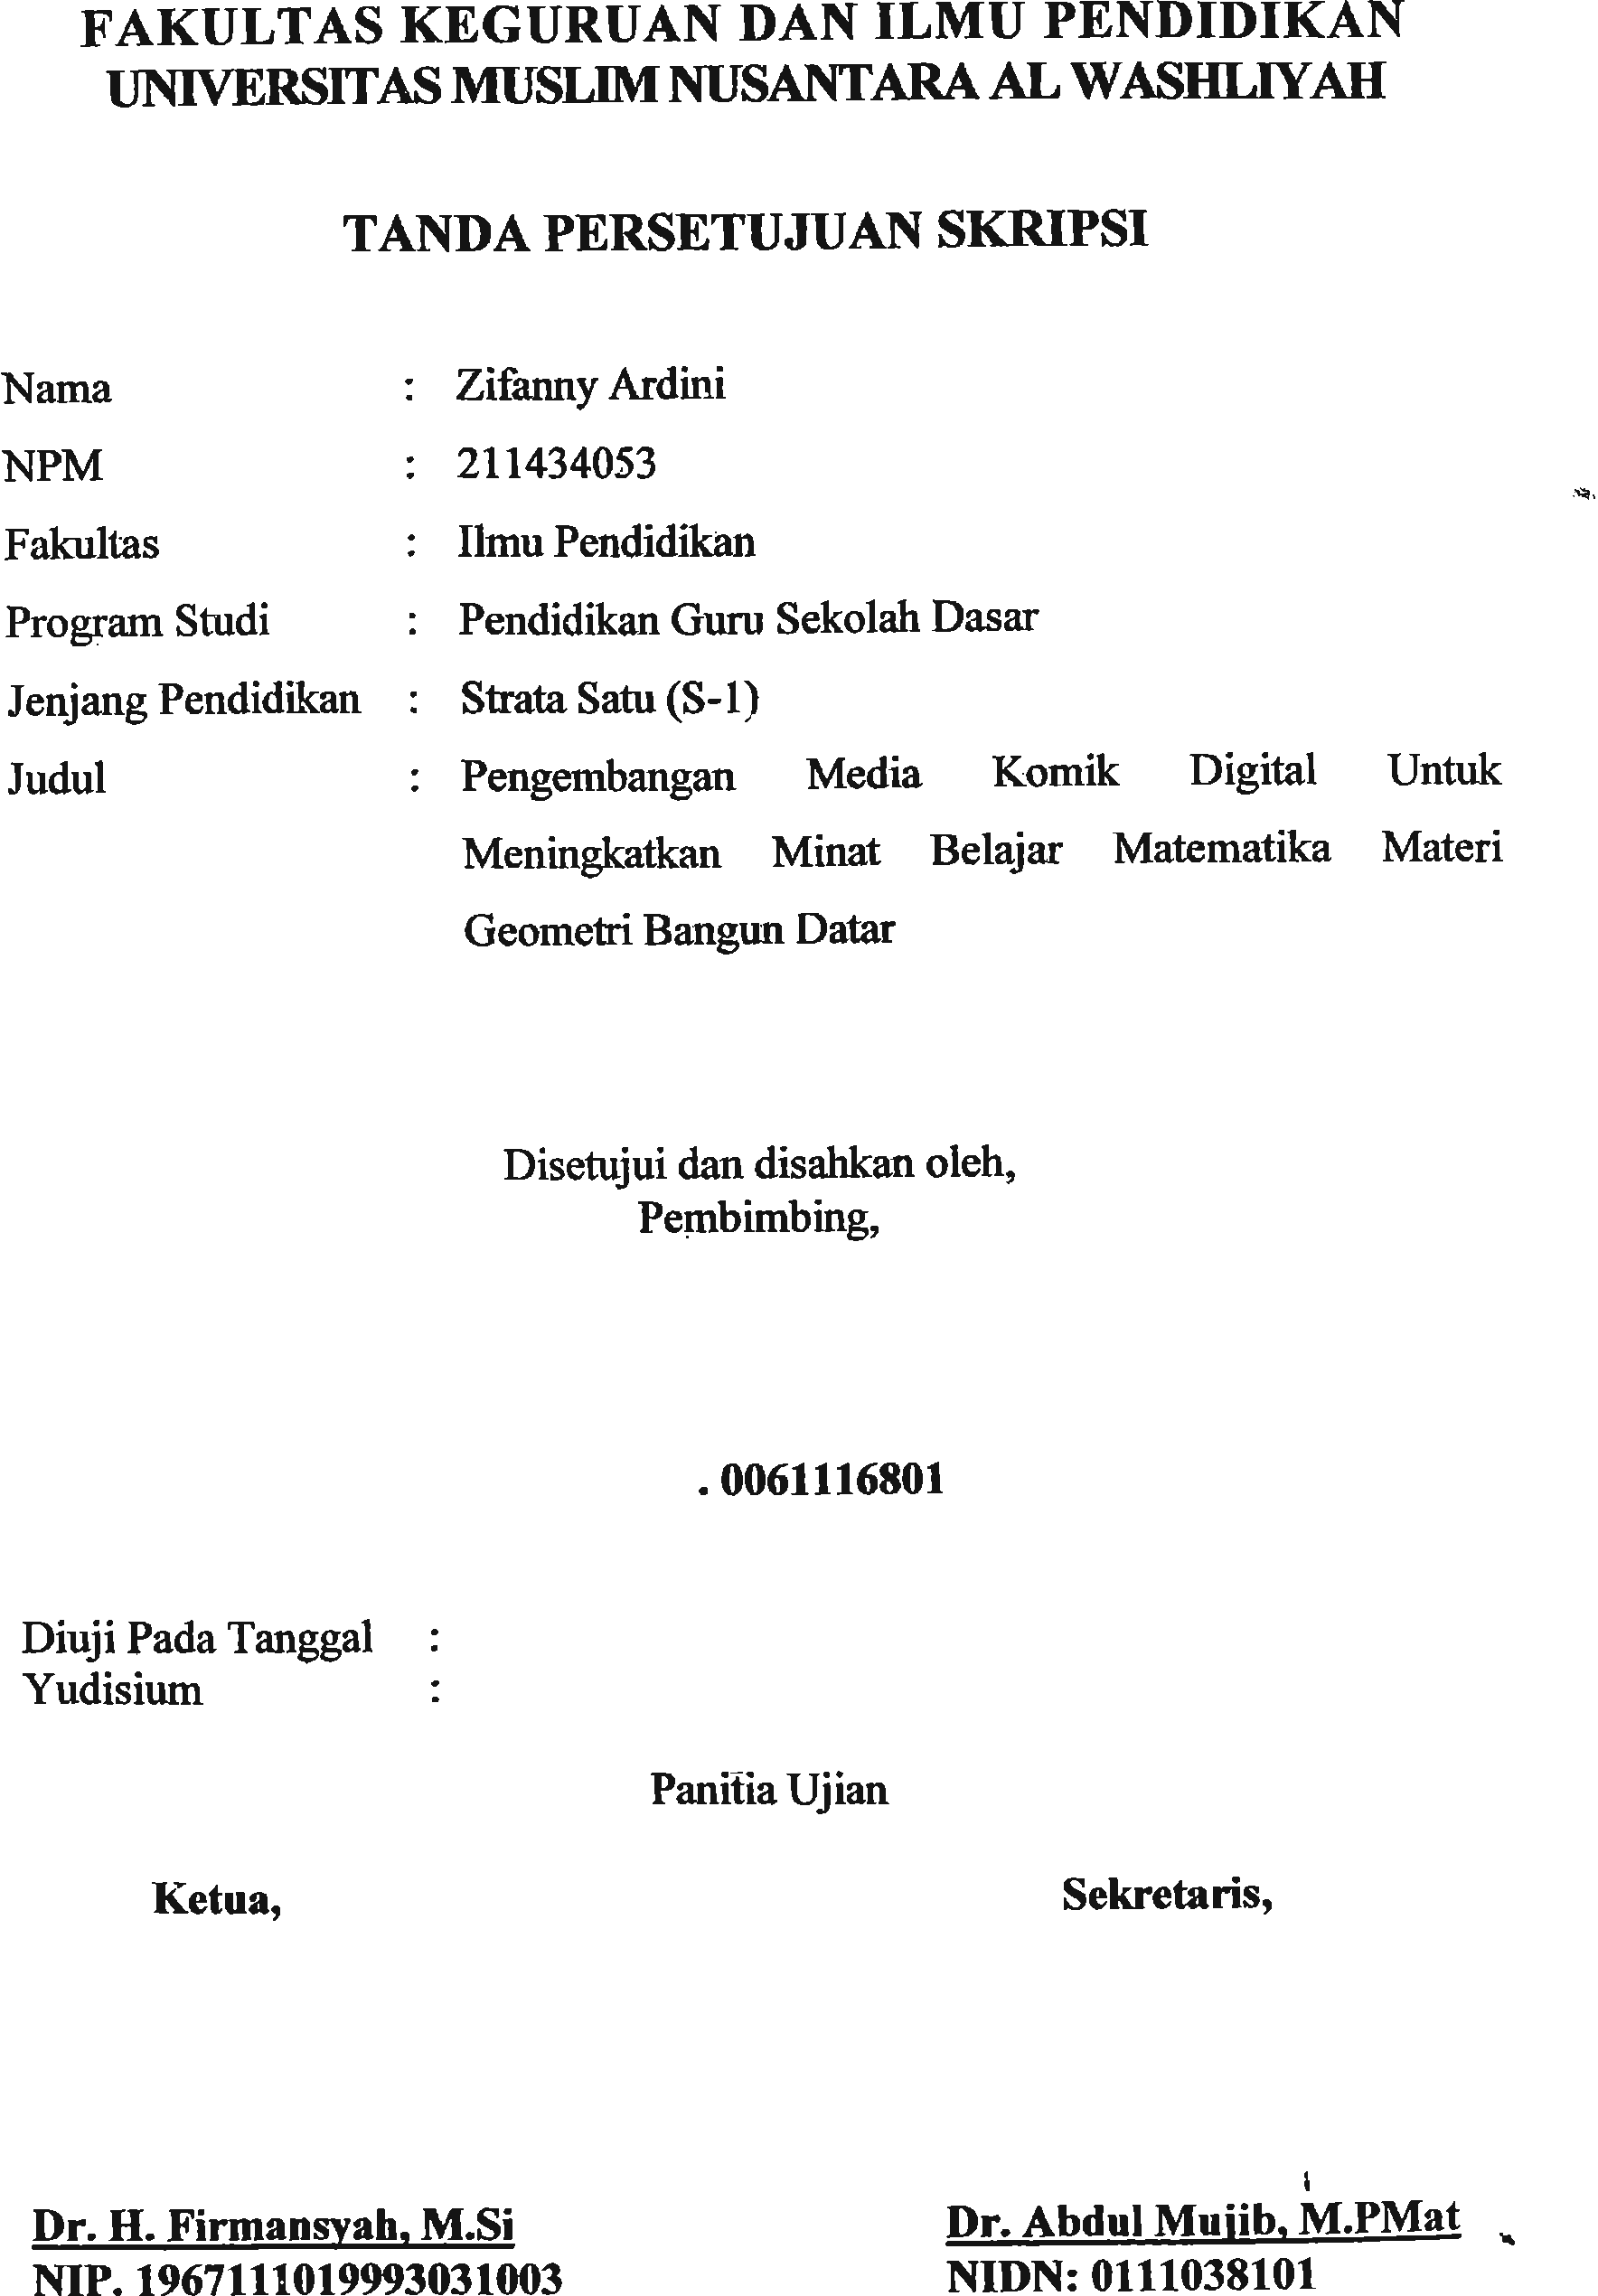 FAKULTAS KEGURUAN DAN ILMU PENDIDIKAN
UNIVERSITAS MUSLIM NUSANTARA AL WASHLIYAH
TANDA PERSETUJUAN SKRIPSI
Nama : Zifanny Ardini
NPM : 211434053
Fakultas : Ilmu Pendidikan
Program Studi : Pendidikan Guru Sekolah Dasar
Jenjang Pendidikan : Strata Satu (S-1)
Judul : Pengembangan Media Komik Digital Untuk
Meningkatkan Minat Belajar Matematika Materi
Geometri Bangun Datar
Disetujui dan disahkan oleh,
Pembimbing,
. 0061116801
Diuji Pada Tanggal :
Yudisium :
Panitia Ujian
Ketua, Sekretaris,
Dr. H. Firmansyah, M.Si Dr. Abdul Mujib, M.PMat
NIP. 1967111019993031003 NIDN: 0111038101